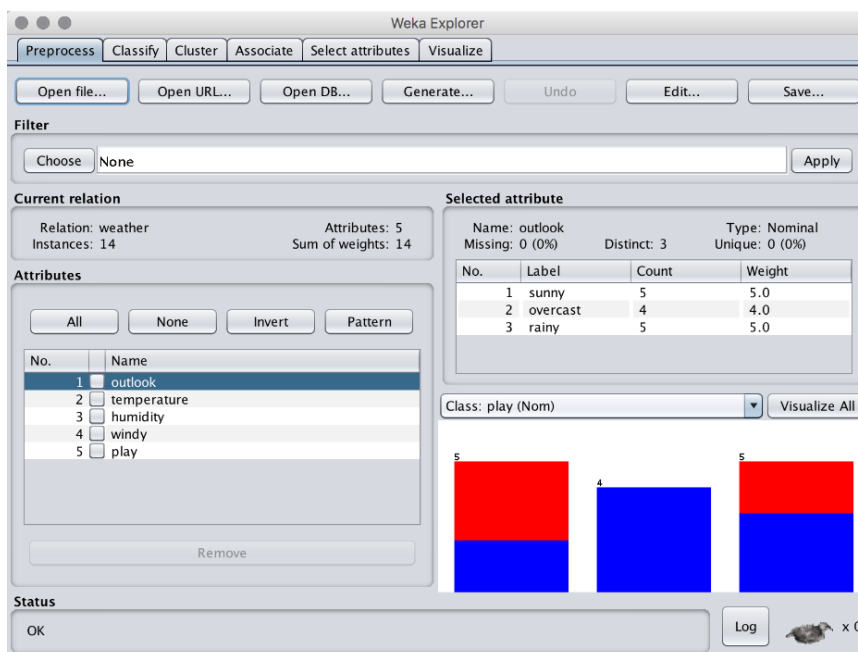 Weka Explorer
Preprocess Classify Cluster Associate Select attributes Visualize
Open file... Open URL... Open DB... Generate... Undo Edit... Save...
Filter
Choose None Apply
Current relation
Relation: weather Attributes: 5
Instances: 14 Sum of weights: 14
Attributes
All None Invert Pattern
No. Name
1 outlook
2 temperature
3 humidity
4 windy
5 play
Remove
Selected attribute
Name: outlook Type: Nominal
Missing: 0 (0%) Distinct: 3 Unique: 0 (0%)
No. Label Count Weight
1 sunny 5 5.0
2 overcast 4 4.0
3 rainy 5 5.0
Class: play (Nom) Visualize All
5 4 5
Status
OK Log x 0